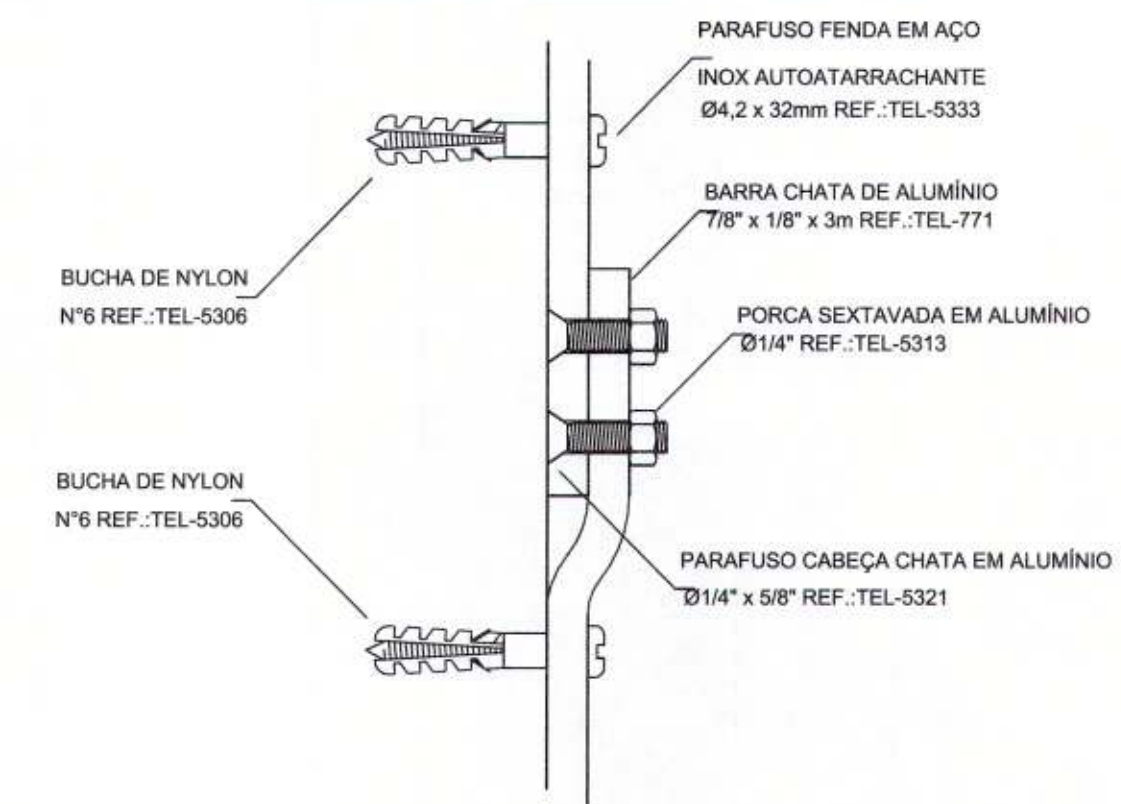 PARAFUSO FENDA EM AÇO
INOX AUTOATARRACHANTE
Ø4,2 x 32mm REF.:TEL-5333
BARRA CHATA DE ALUMÍNIO
7/8" x 1/8" x 3m REF.:TEL-771
BUCHA DE NYLON
N°6 REF.:TEL-5306
PORCA SEXTAVADA EM ALUMÍNIO
Ø1/4" REF.:TEL-5313
BUCHA DE NYLON
N°6 REF.:TEL-5306
PARAFUSO CABEÇA CHATA EM ALUMÍNIO
Ø1/4" x 5/8" REF.:TEL-5321